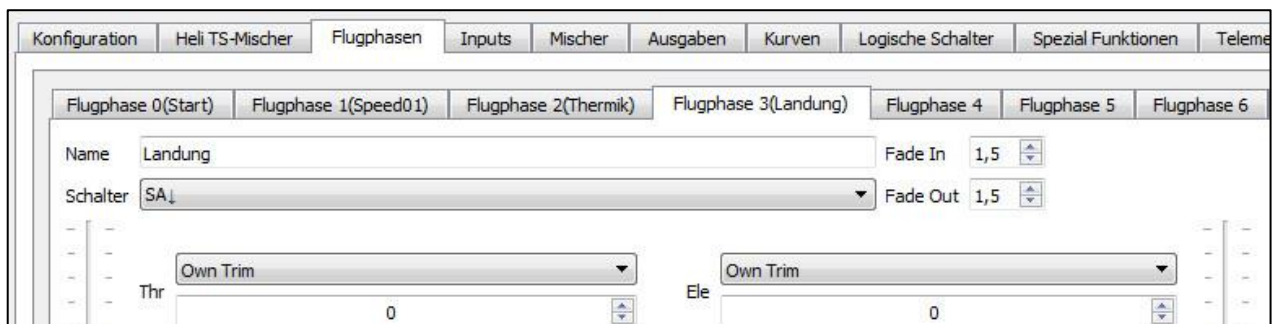 Konfiguration Heli TS-Mischer Flugphasen Inputs Mischer Ausgaben Kurven Logische Schalter Spezial Funktionen Teleme
Flugphase 0(Start) Flugphase 1(Speed01) Flugphase 2(Thermik) Flugphase 3(Landung) Flugphase 4 Flugphase 5 Flugphase 6
Name Landung Fade In 1,5
Schalter SA↓ Fade Out 1,5
Own Trim Own Trim
Thr Ele
0 0